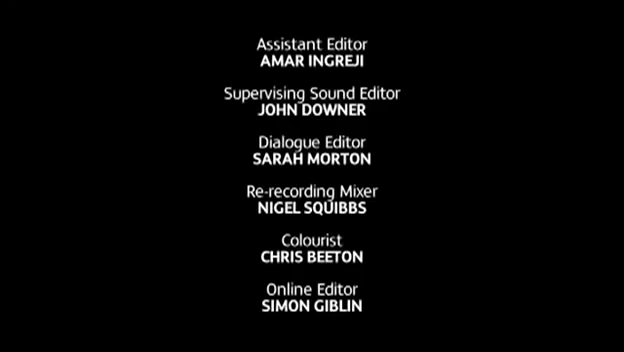 Assistant Editor
AMAR INGREJI
Supervising Sound Editor
JOHN DOWNER
Dialogue Editor
SARAH MORTON
Re-recording Mixer
NIGEL SQUIBBS
Colourist
CHRIS BEETON
Online Editor
SIMON GIBLIN